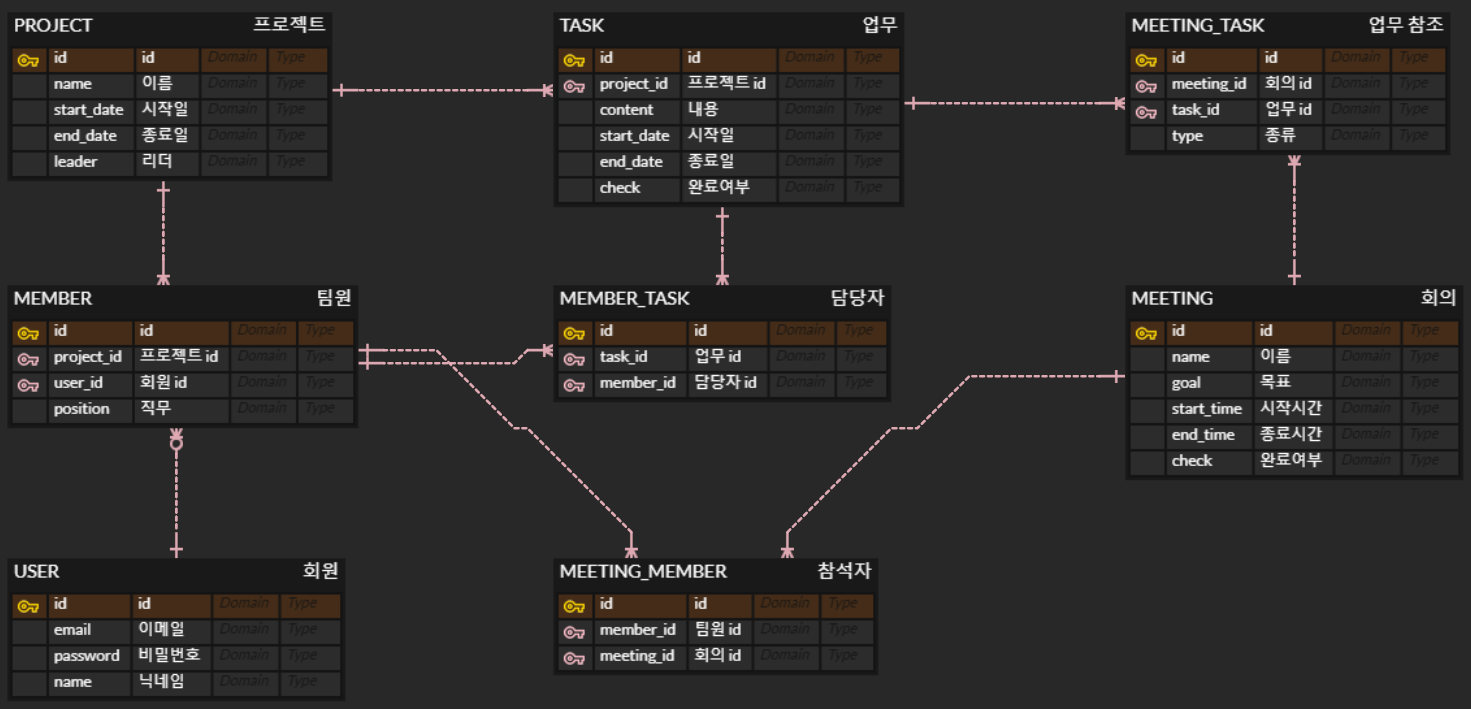 PROJECT 프로젝트
id id Domain Type
name 이름 Domain Type
start_date 시작일 Domain Type
end_date 종료일 Domain Type
leader 리더 Domain Type
TASK 업무
id id Domain Type
project_id 프로젝트 id Domain Type
content 내용 Domain Type
start_date 시작일 Domain Type
end_date 종료일 Domain Type
check 완료여부 Domain Type
MEETING_TASK 업무 참조
id id Domain Type
meeting_id 회의 id Domain Type
task_id 업무 id Domain Type
type 종류 Domain Type
MEMBER 팀원
id id Domain Type
project_id 프로젝트 id Domain Type
user_id 회원 id Domain Type
position 직무 Domain Type
MEMBER_TASK 담당자
id id Domain Type
task_id 업무 id Domain Type
member_id 담당자 id Domain Type
MEETING 회의
id id Domain Type
name 이름 Domain Type
goal 목표 Domain Type
start_time 시작시간 Domain Type
end_time 종료시간 Domain Type
check 완료여부 Domain Type
USER 회원
id id Domain Type
email 이메일 Domain Type
password 비밀번호 Domain Type
name 닉네임 Domain Type
MEETING_MEMBER 참석자
id id Domain Type
member_id 팀원 id Domain Type
meeting_id 회의 id Domain Type